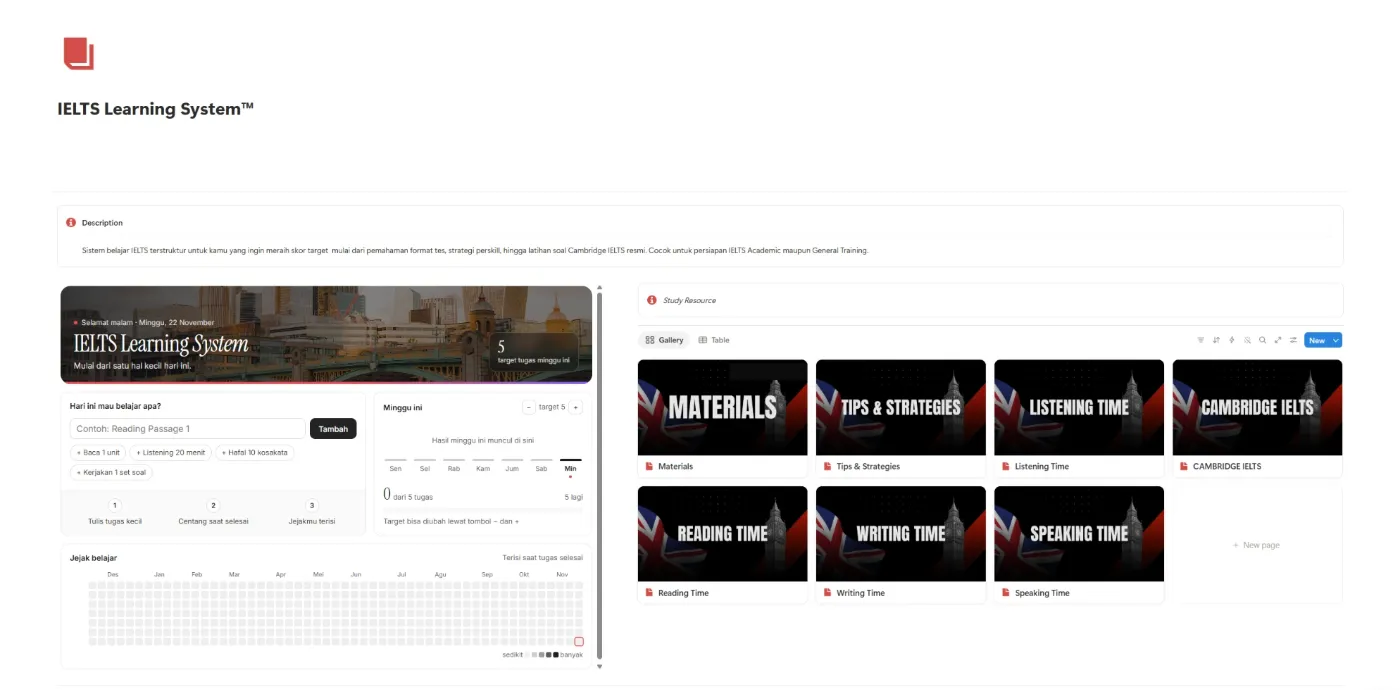 IELTS Learning System™
Description
Sistem belajar IELTS terstruktur untuk kamu yang ingin meraih skor target mulai dari pemahaman format tes, strategi perskill, hingga latihan soal Cambridge IELTS resmi. Cocok untuk persiapan IELTS Academic maupun General Training.
Selamat malam · Minggu, 22 November
IELTS Learning System
Mulai dari satu hal kecil hari ini.
5
target tugas minggu ini
Hari ini mau belajar apa?
Contoh: Reading Passage 1
Tambah
+ Baca 1 unit
+ Listening 20 menit
+ Hafal 10 kosakata
+ Kerjakan 1 set soal
1
2
3
Tulis tugas kecil
Centang saat selesai
Jejakmu terisi
Minggu ini
− target 5 +
Hasil minggu ini muncul di sini
Sen Sel Rab Kam Jum Sab Min
0 dari 5 tugas
5 lagi
Target bisa diubah lewat tombol − dan +
Jejak belajar
Terisi saat tugas selesai
Des Jan Feb Mar Apr Mei Jun Jul Agu Sep Okt Nov
sedikit
banyak
Study Resource
Gallery
Table
New
MATERIALS
TIPS & STRATEGIES
LISTENING TIME
CAMBRIDGE IELTS
Materials
Tips & Strategies
Listening Time
CAMBRIDGE IELTS
READING TIME
WRITING TIME
SPEAKING TIME
+ New page
Reading Time
Writing Time
Speaking Time